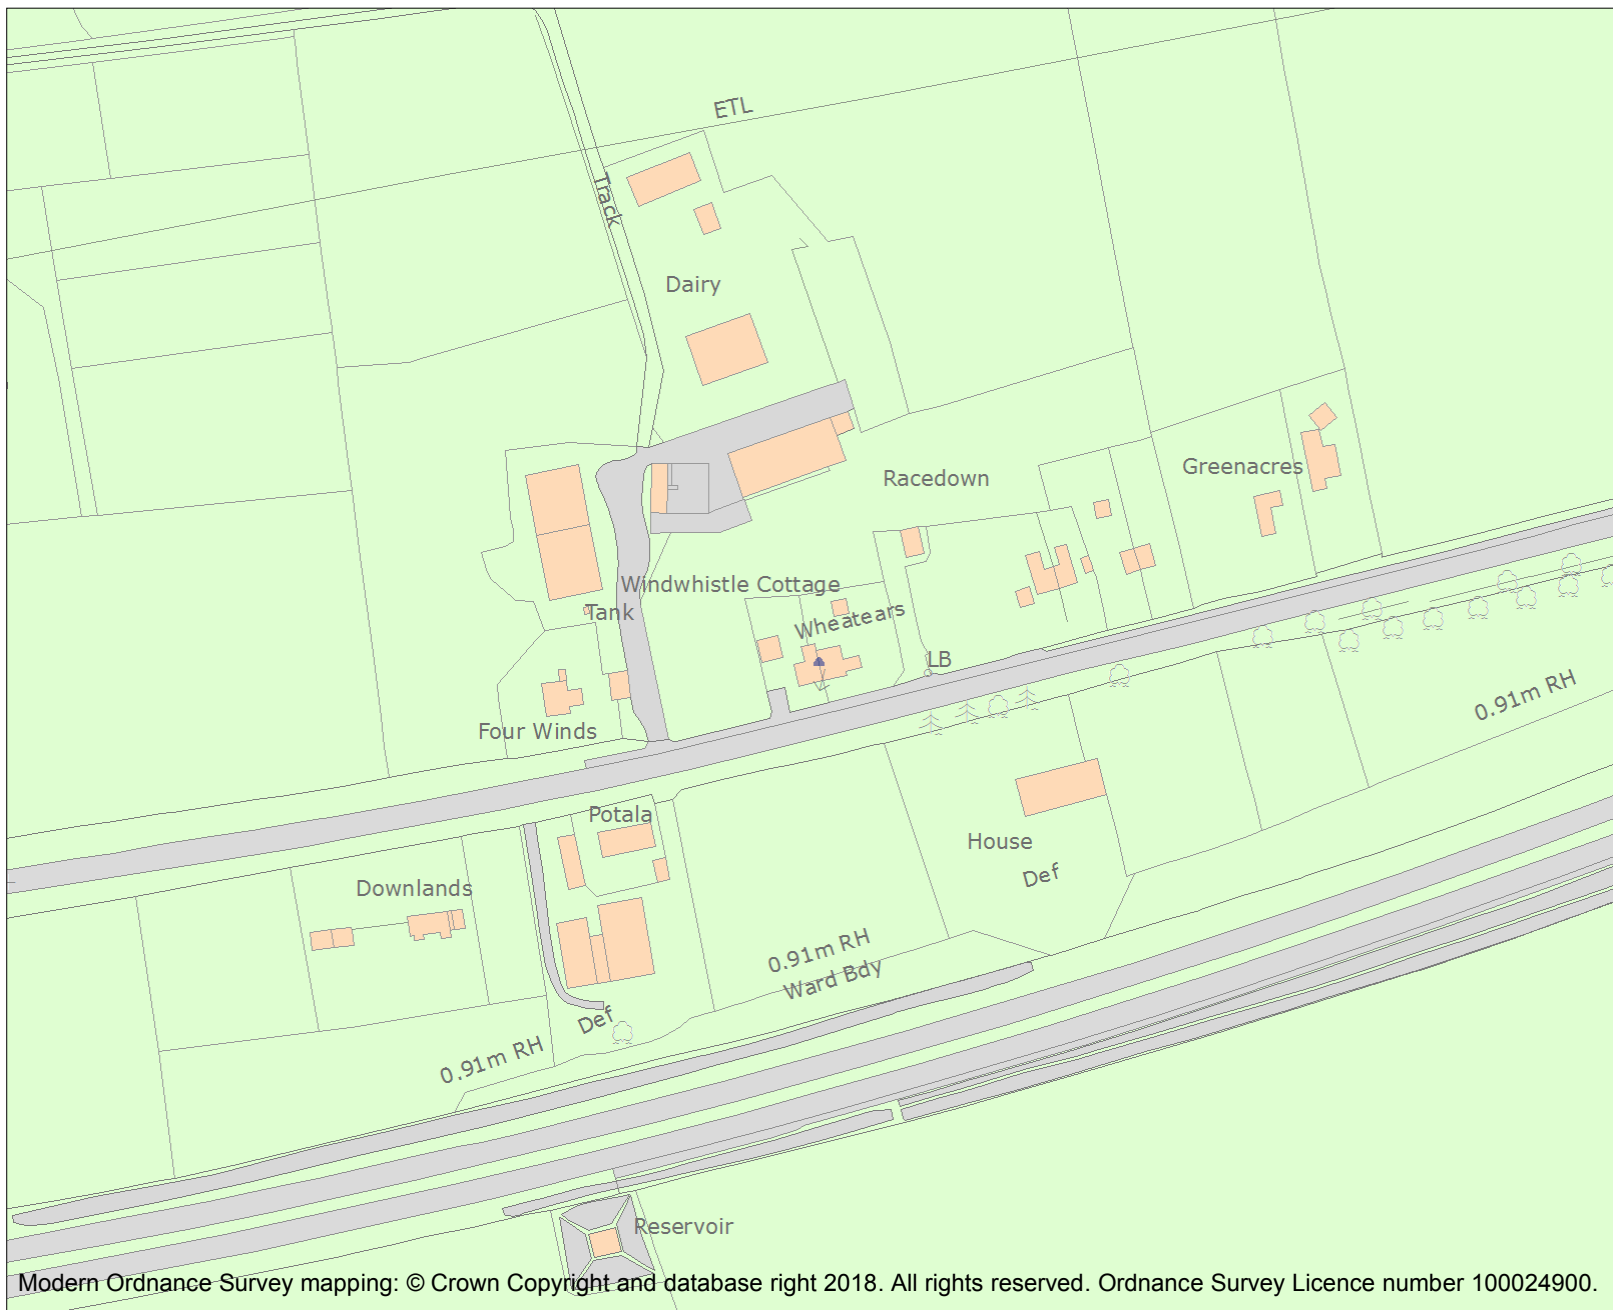 ETL
Track
Dairy
Greenacres
Racedown
Windwhistle Cottage
Tank
Wheatears
LB
0.91m RH
Four Winds
Potala
House
Def
Downlands
0.91m RH
Ward Bdy
Def
0.91m RH
Reservoir
Modern Ordnance Survey mapping: © Crown Copyright and database right 2018. All rights reserved. Ordnance Survey Licence number 100024900.